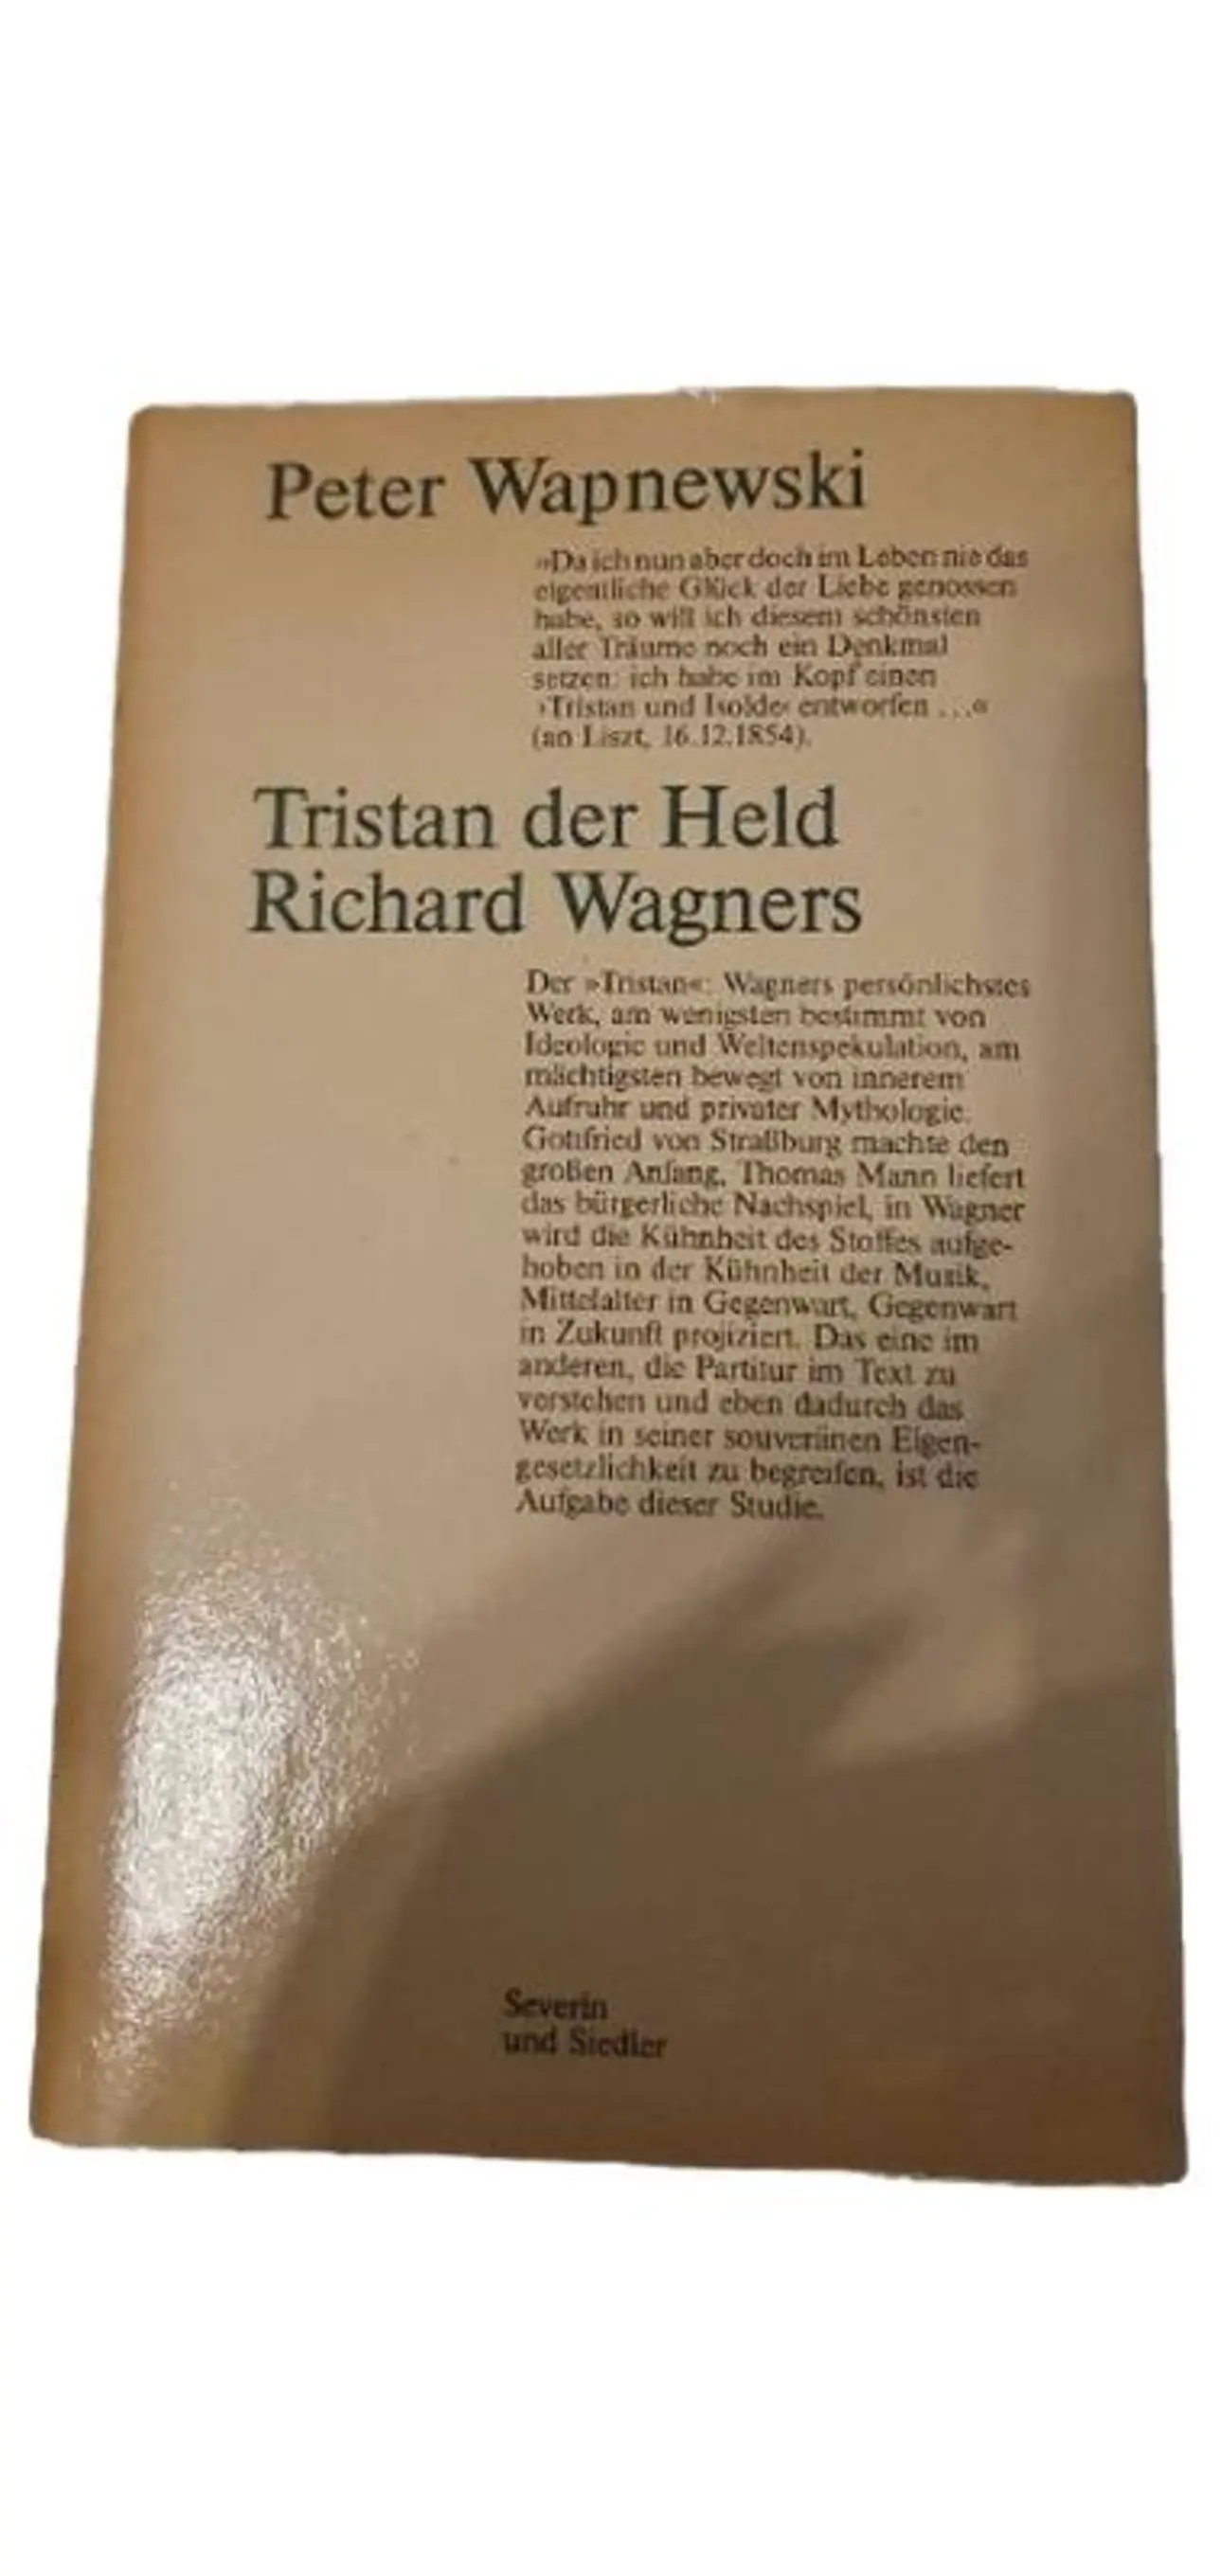 Peter Wapnewski
»Da ich nun aber doch im Leben nie das
eigentliche Glück der Liebe genossen
habe, so will ich diesem schönsten
aller Träume noch ein Denkmal
setzen: ich habe im Kopf einen
›Tristan und Isolde‹ entworfen ...«
(an Liszt, 16.12.1854).
Tristan der Held
Richard Wagners
Der »Tristan«: Wagners persönlichstes
Werk, am wenigsten bestimmt von
Ideologie und Weltenspekulation, am
mächtigsten bewegt von innerem
Aufruhr und privater Mythologie.
Gottfried von Straßburg machte den
großen Anfang, Thomas Mann liefert
das bürgerliche Nachspiel, in Wagner
wird die Kühnheit des Stoffes aufge-
hoben in der Kühnheit der Musik,
Mittelalter in Gegenwart, Gegenwart
in Zukunft projiziert. Das eine im
anderen, die Partitur im Text zu
verstehen und eben dadurch das
Werk in seiner souveränen Eigen-
gesetzlichkeit zu begreifen, ist die
Aufgabe dieser Studie.
Severin
und Siedler